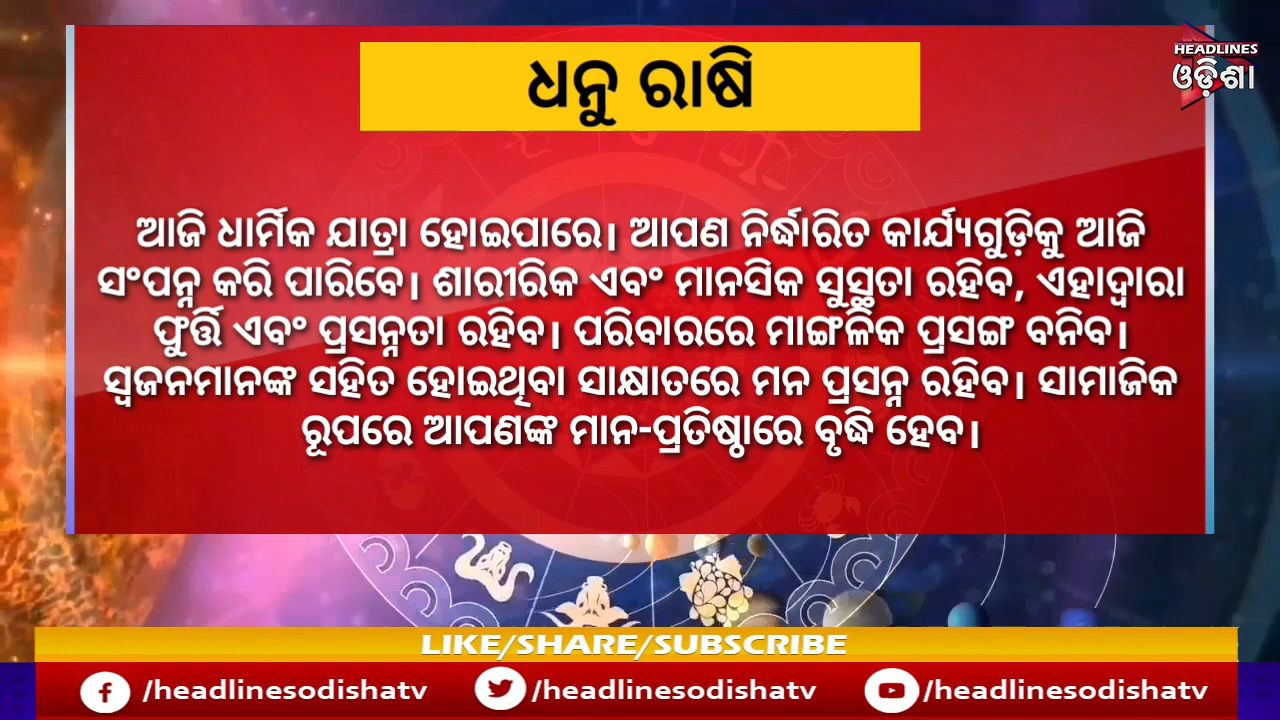 HEADLINES
ଓଡ଼ିଶା
ଧନୁ ରାଷି
ଆଜି ଧାର୍ମିକ ଯାତ୍ରା ହୋଇପାରେ। ଆପଣ ନିର୍ଦ୍ଧାରିତ କାର୍ଯ୍ୟଗୁଡ଼ିକୁ ଆଜି
ସଂପନ୍ନ କରି ପାରିବେ। ଶାରୀରିକ ଏବଂ ମାନସିକ ସୁସ୍ଥତା ରହିବ, ଏହାଦ୍ୱାରା
ଫୁର୍ତ୍ତି ଏବଂ ପ୍ରସନ୍ନତା ରହିବ। ପରିବାରରେ ମାଙ୍ଗଳିକ ପ୍ରସଙ୍ଗ ବନିବ।
ସ୍ୱଜନମାନଙ୍କ ସହିତ ହୋଇଥିବା ସାକ୍ଷାତରେ ମନ ପ୍ରସନ୍ନ ରହିବ। ସାମାଜିକ
ରୂପରେ ଆପଣଙ୍କ ମାନ-ପ୍ରତିଷ୍ଠାରେ ବୃଦ୍ଧି ହେବ।
LIKE/SHARE/SUBSCRIBE
/headlinesodishatv /headlinesodishatv /headlinesodishatv